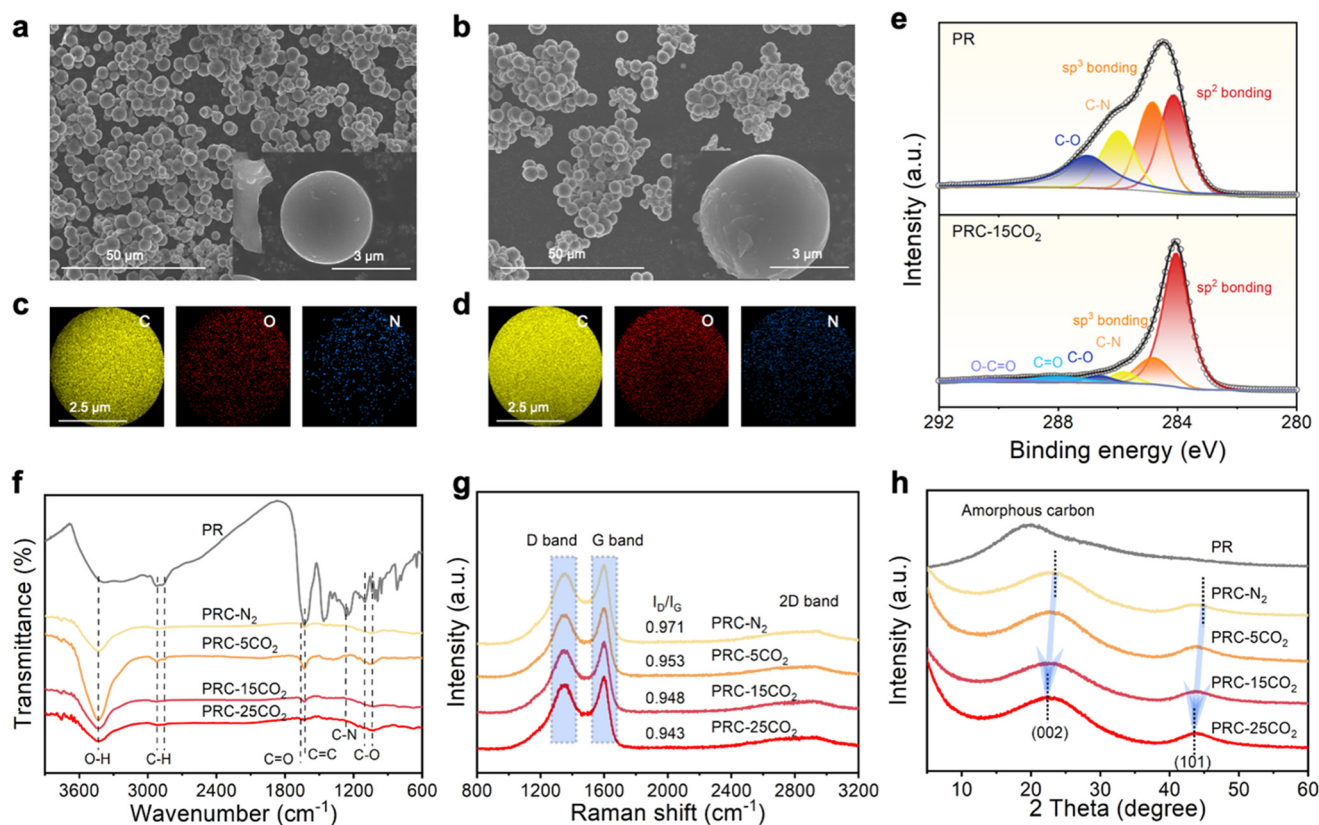 a
50 µm
3 µm
b
50 µm
3 µm
c
C
O
N
2.5 µm
d
C
O
N
2.5 µm
e
PR
sp³ bonding
C-N
C-O
sp² bonding
PRC-15CO₂
sp² bonding
sp³ bonding
C-N
C-O
C=O
O-C=O
Intensity (a.u.)
292 288 284 280
Binding energy (eV)
f
PR
PRC-N₂
PRC-5CO₂
PRC-15CO₂
PRC-25CO₂
O-H
C-H
C=O
C=C
C-N
C-O
Transmittance (%)
3600 3000 2400 1800 1200 600
Wavenumber (cm⁻¹)
g
D band
G band
2D band
I_D/I_G
0.971 PRC-N₂
0.953 PRC-5CO₂
0.948 PRC-15CO₂
0.943 PRC-25CO₂
Intensity (a.u.)
800 1200 1600 2000 2400 2800 3200
Raman shift (cm⁻¹)
h
Amorphous carbon
PR
PRC-N₂
PRC-5CO₂
PRC-15CO₂
PRC-25CO₂
(002)
(101)
Intensity (a.u.)
10 20 30 40 50 60
2 Theta (degree)